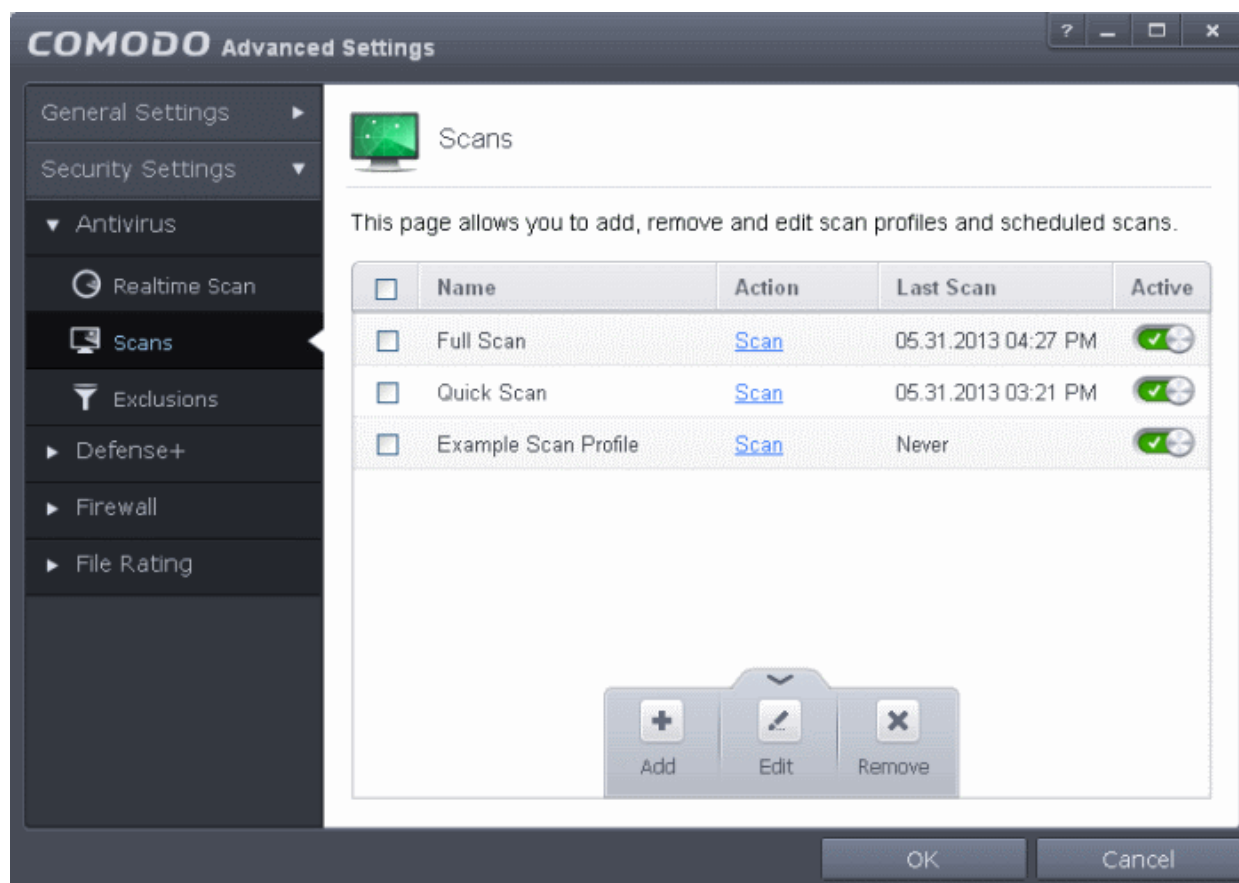 COMODO Advanced Settings
?
General Settings
Security Settings
Antivirus
Realtime Scan
Scans
Exclusions
Defense+
Firewall
File Rating
Scans
This page allows you to add, remove and edit scan profiles and scheduled scans.
Name Action Last Scan Active
Full Scan Scan 05.31.2013 04:27 PM
Quick Scan Scan 05.31.2013 03:21 PM
Example Scan Profile Scan Never
Add Edit Remove
OK Cancel